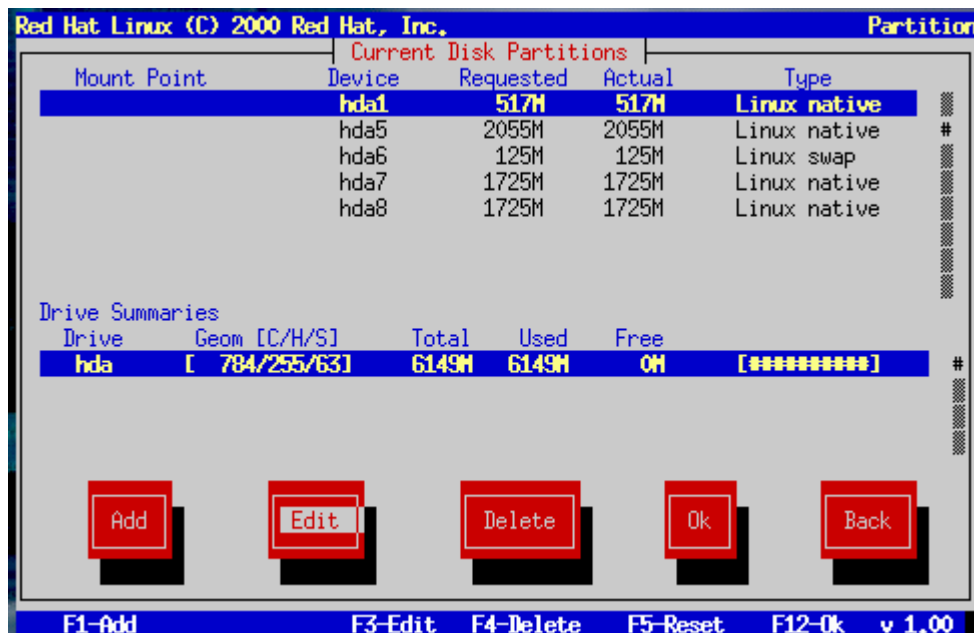 Red Hat Linux (C) 2000 Red Hat, Inc. Partition
Current Disk Partitions
Mount Point Device Requested Actual Type
hda1 517M 517M Linux native
hda5 2055M 2055M Linux native #
hda6 125M 125M Linux swap
hda7 1725M 1725M Linux native
hda8 1725M 1725M Linux native
Drive Summaries
Drive Geom [C/H/S] Total Used Free
hda [ 784/255/63] 6149M 6149M 0M [##########] #
Add Edit Delete Ok Back
F1-Add F3-Edit F4-Delete F5-Reset F12-Ok v 1.00